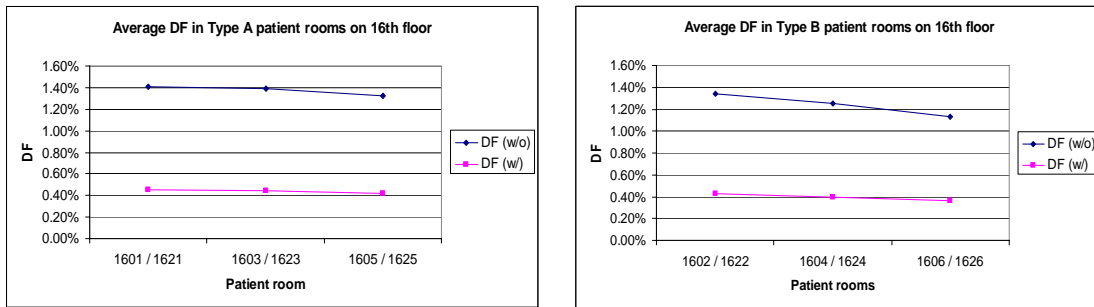 Average DF in Type A patient rooms on 16th floor
1.60%
1.40%
1.20%
1.00%
0.80%
0.60%
0.40%
0.20%
0.00%
DF
1601 / 1621 1603 / 1623 1605 / 1625
Patient room
DF (w/o)
DF (w/)
Average DF in Type B patient rooms on 16th floor
1.60%
1.40%
1.20%
1.00%
0.80%
0.60%
0.40%
0.20%
0.00%
DF
1602 / 1622 1604 / 1624 1606 / 1626
Patient rooms
DF (w/o)
DF (w/)